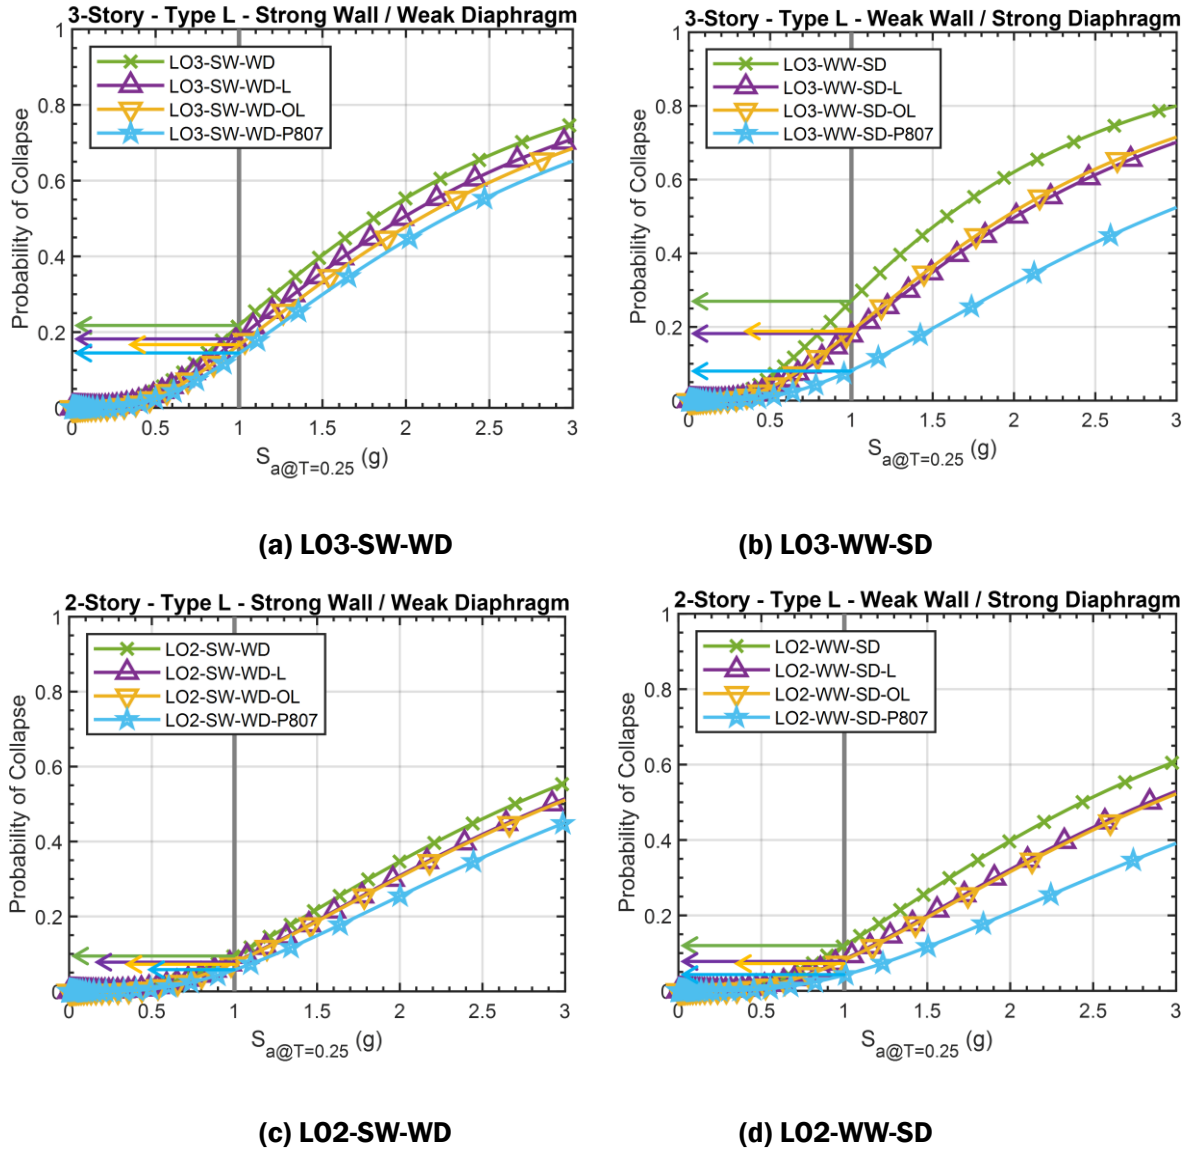 3-Story - Type L - Strong Wall / Weak Diaphragm
1
0.8
0.6
0.4
0.2
0
Probability of Collapse
LO3-SW-WD
LO3-SW-WD-L
LO3-SW-WD-OL
LO3-SW-WD-P807
0 0.5 1 1.5 2 2.5 3
Sa@T=0.25 (g)
(a) LO3-SW-WD
3-Story - Type L - Weak Wall / Strong Diaphragm
1
0.8
0.6
0.4
0.2
0
Probability of Collapse
LO3-WW-SD
LO3-WW-SD-L
LO3-WW-SD-OL
LO3-WW-SD-P807
0 0.5 1 1.5 2 2.5 3
Sa@T=0.25 (g)
(b) LO3-WW-SD
2-Story - Type L - Strong Wall / Weak Diaphragm
1
0.8
0.6
0.4
0.2
0
Probability of Collapse
LO2-SW-WD
LO2-SW-WD-L
LO2-SW-WD-OL
LO2-SW-WD-P807
0 0.5 1 1.5 2 2.5 3
Sa@T=0.25 (g)
(c) LO2-SW-WD
2-Story - Type L - Weak Wall / Strong Diaphragm
1
0.8
0.6
0.4
0.2
0
Probability of Collapse
LO2-WW-SD
LO2-WW-SD-L
LO2-WW-SD-OL
LO2-WW-SD-P807
0 0.5 1 1.5 2 2.5 3
Sa@T=0.25 (g)
(d) LO2-WW-SD